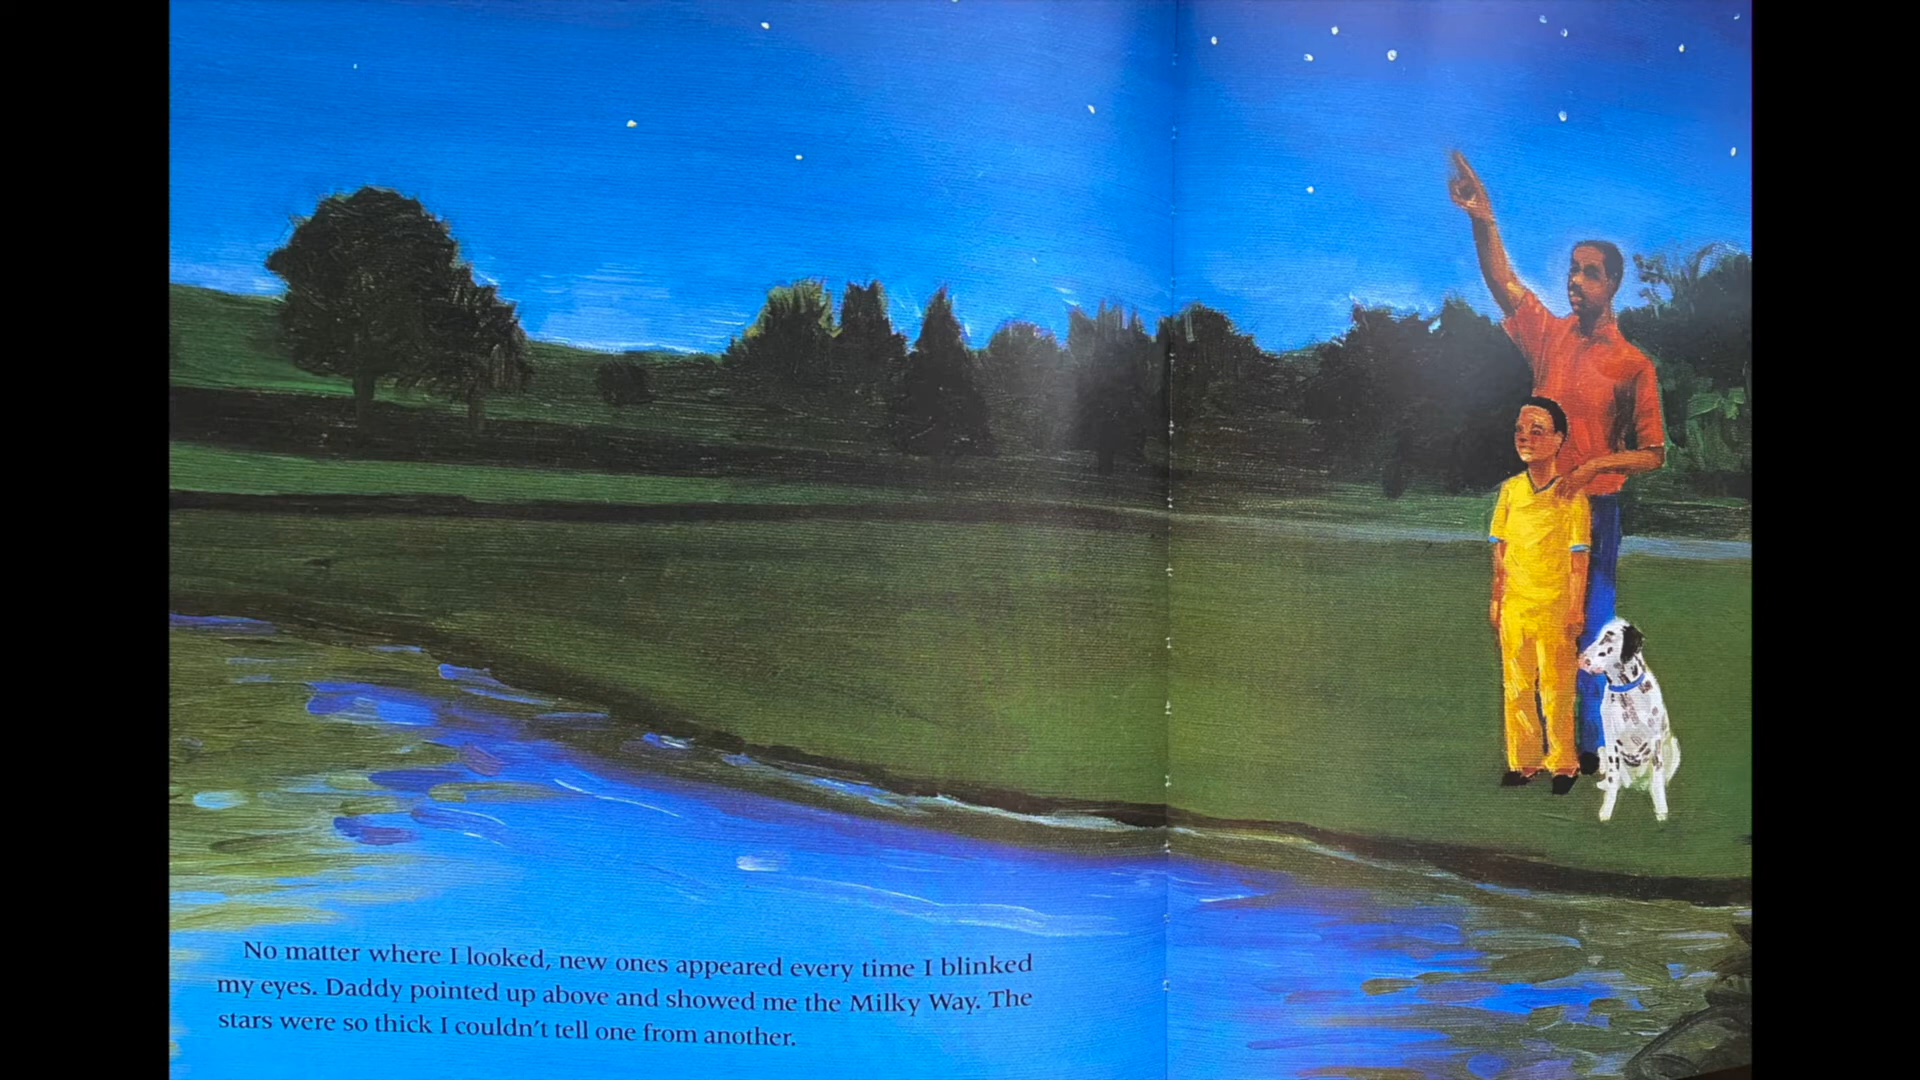 No matter where I looked, new ones appeared every time I blinked
my eyes. Daddy pointed up above and showed me the Milky Way. The
stars were so thick I couldn't tell one from another.